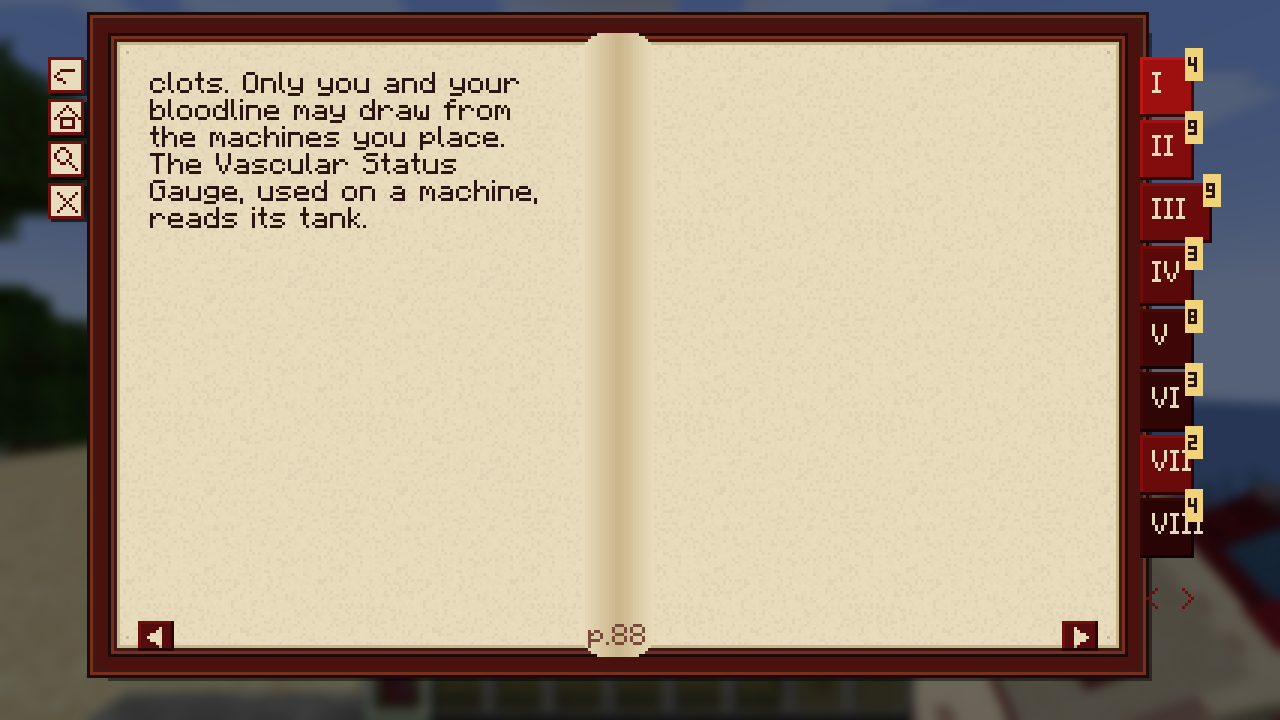 clots. Only you and your
bloodline may draw from
the machines you place.
The Vascular Status
Gauge, used on a machine,
reads its tank.
p.88
4
I
9
II
9
III
3
IV
8
V
3
VI
2
VII
4
VIII